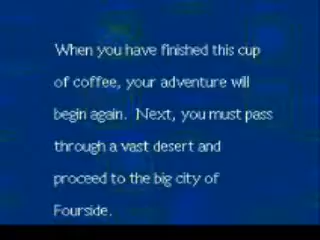 When you have finished this cup
of coffee, your adventure will
begin again. Next, you must pass
through a vast desert and
proceed to the big city of
Fourside.